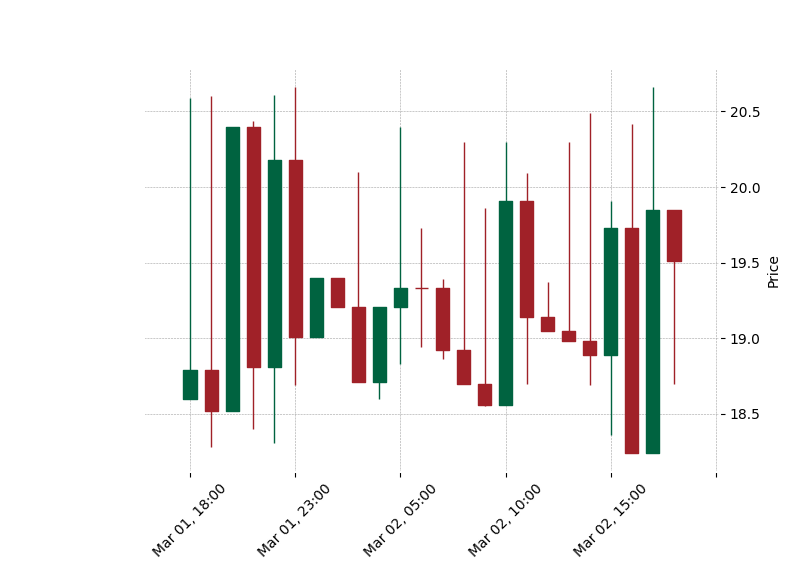 20.5
20.0
19.5
19.0
18.5
Price
Mar 01, 18:00
Mar 01, 23:00
Mar 02, 05:00
Mar 02, 10:00
Mar 02, 15:00